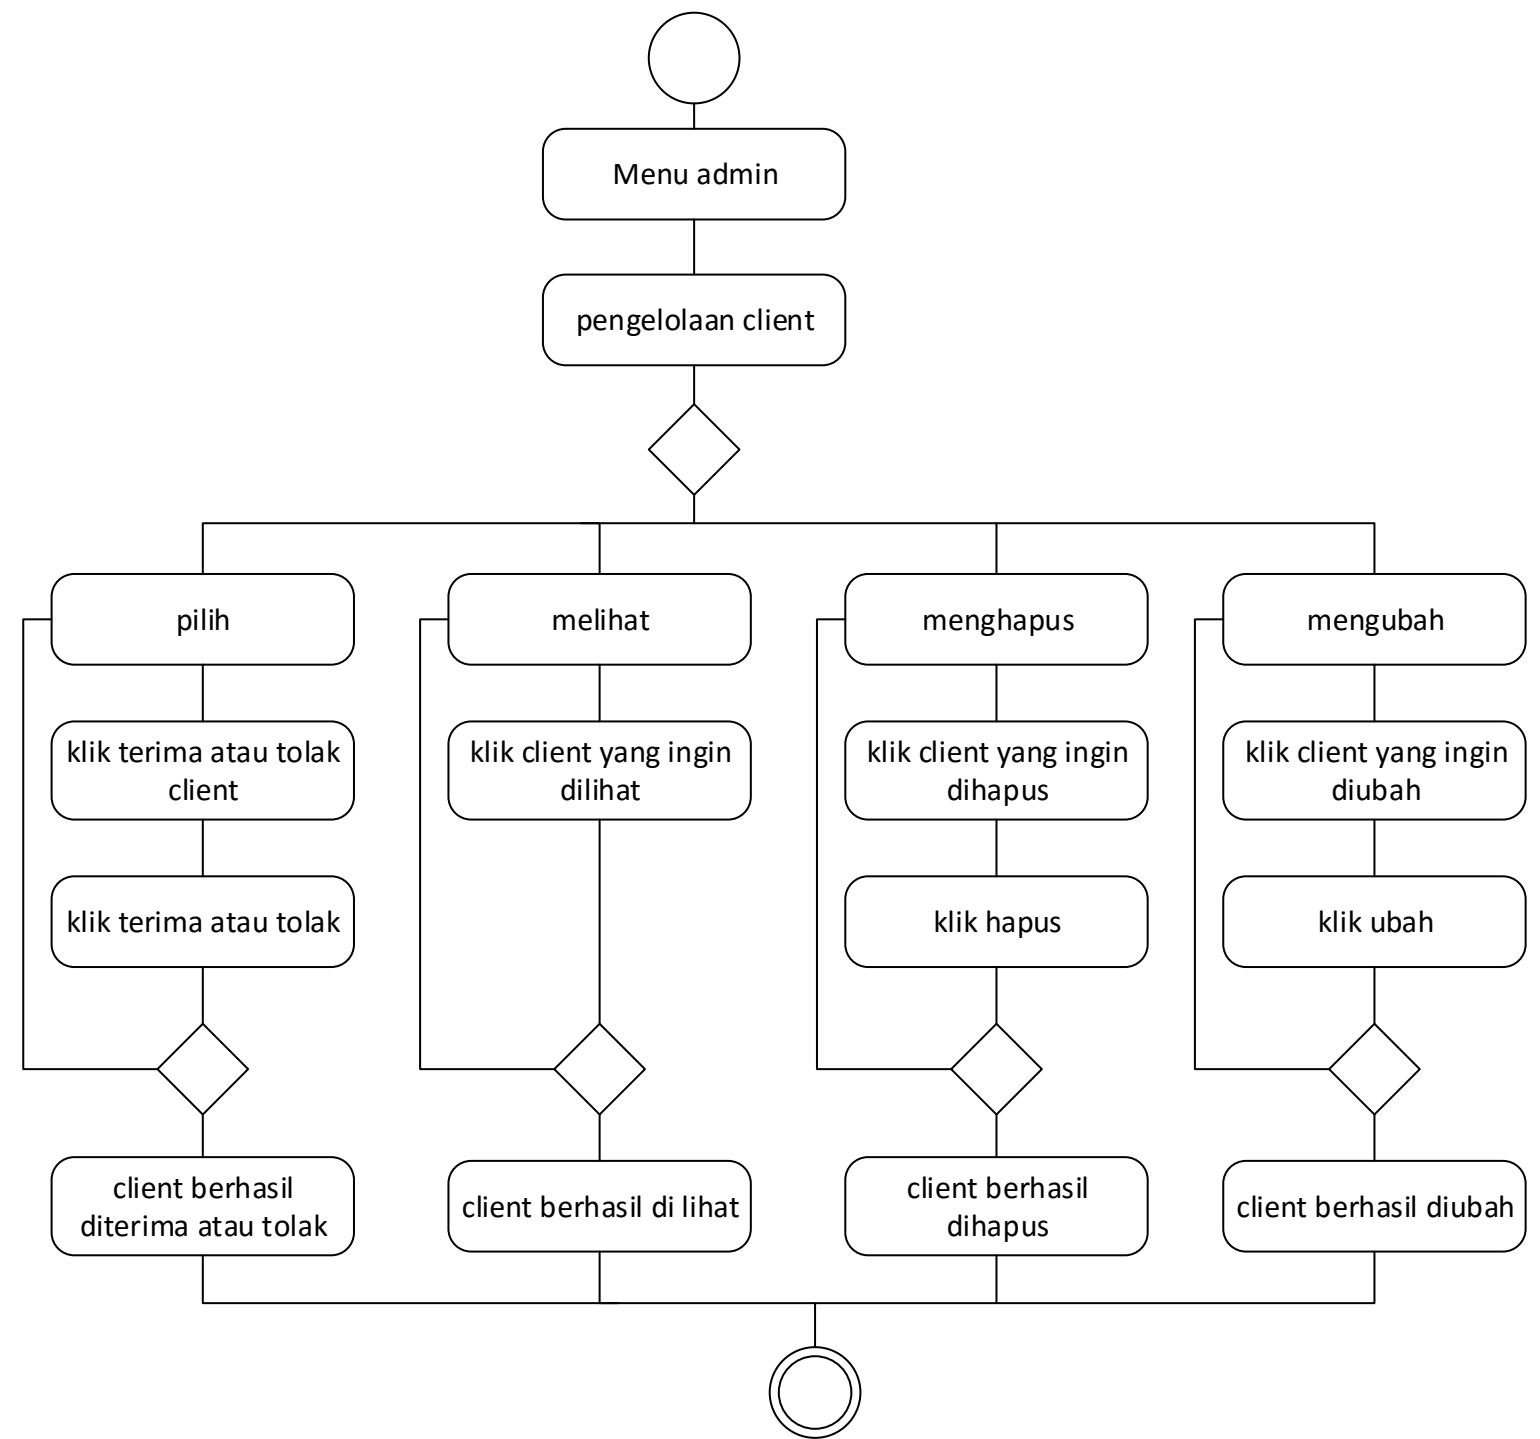 Menu admin
pengelolaan client
pilih
melihat
menghapus
mengubah
klik terima atau tolak
client
klik client yang ingin
dilihat
klik client yang ingin
dihapus
klik client yang ingin
diubah
klik terima atau tolak
klik hapus
klik ubah
client berhasil
diterima atau tolak
client berhasil di lihat
client berhasil
dihapus
client berhasil diubah